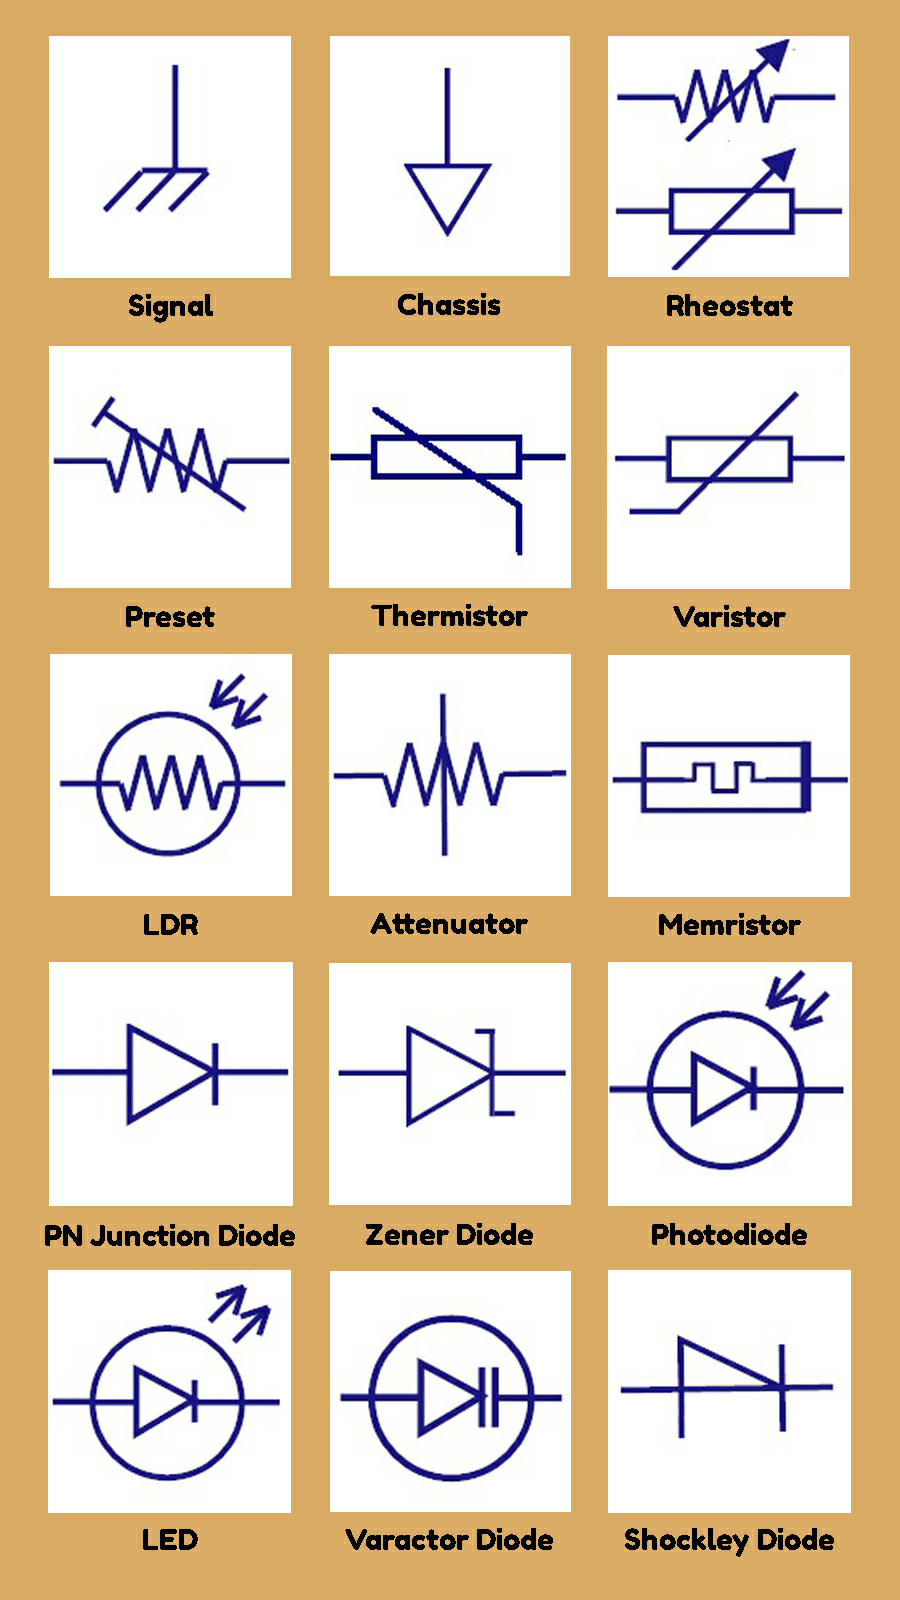 Signal
Chassis
Rheostat
Preset
Thermistor
Varistor
LDR
Attenuator
Memristor
PN Junction Diode
Zener Diode
Photodiode
LED
Varactor Diode
Shockley Diode